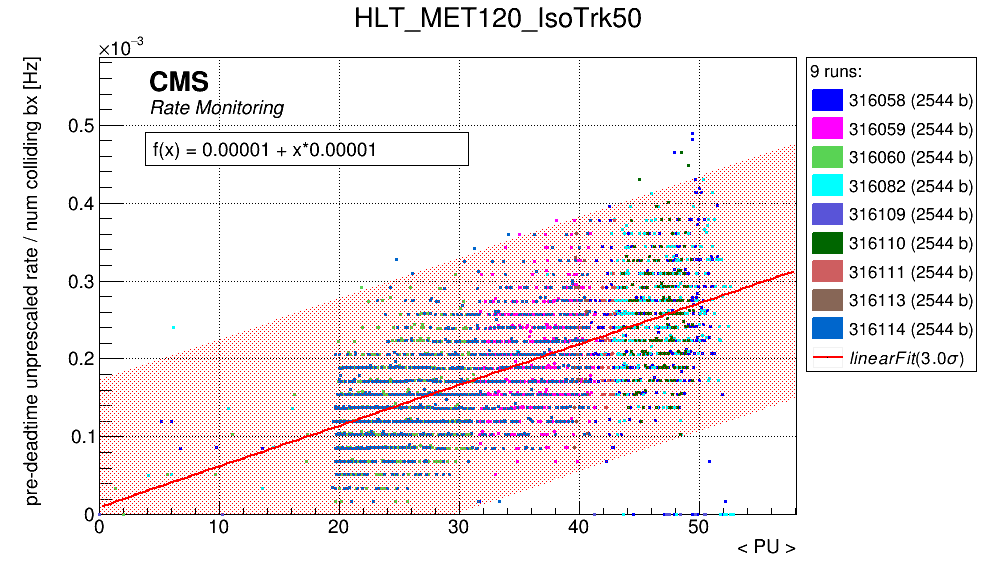 HLT_MET120_IsoTrk50
×10⁻³
CMS
Rate Monitoring
f(x) = 0.00001 + x*0.00001
pre-deadtime unprescaled rate / num colliding bx [Hz]
0.5
0.4
0.3
0.2
0.1
0
0 10 20 30 40 50
< PU >
9 runs:
316058 (2544 b)
316059 (2544 b)
316060 (2544 b)
316082 (2544 b)
316109 (2544 b)
316110 (2544 b)
316111 (2544 b)
316113 (2544 b)
316114 (2544 b)
linearFit(3.0σ)